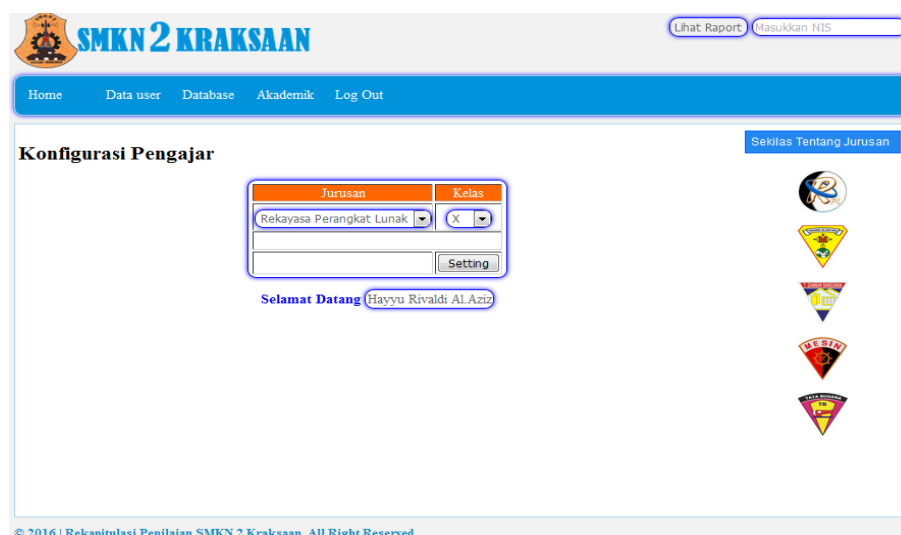 SMKN 2 KRAKSAAN
Lihat Raport Masukkan NIS
Home Data user Database Akademik Log Out
Konfigurasi Pengajar
Sekilas Tentang Jurusan
Jurusan Kelas
Rekayasa Perangkat Lunak X
Setting
Selamat Datang Hayyu Rivaldi Al.Aziz
MESIN
TATA BUSANA
TB
© 2016 | Rekapitulasi Penilaian SMKN 2 Kraksaan. All Right Reserved